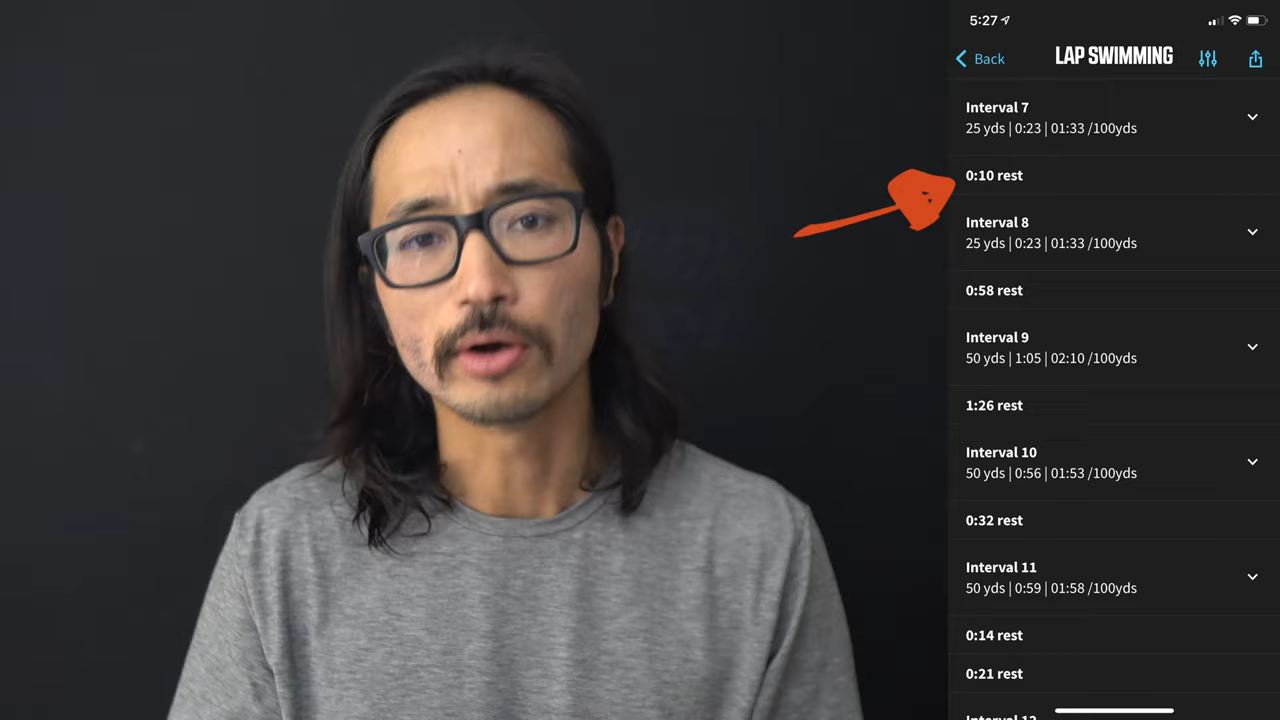 5:27
Back
LAP SWIMMING
Interval 7
25 yds | 0:23 | 01:33 /100yds
0:10 rest
Interval 8
25 yds | 0:23 | 01:33 /100yds
0:58 rest
Interval 9
50 yds | 1:05 | 02:10 /100yds
1:26 rest
Interval 10
50 yds | 0:56 | 01:53 /100yds
0:32 rest
Interval 11
50 yds | 0:59 | 01:58 /100yds
0:14 rest
0:21 rest